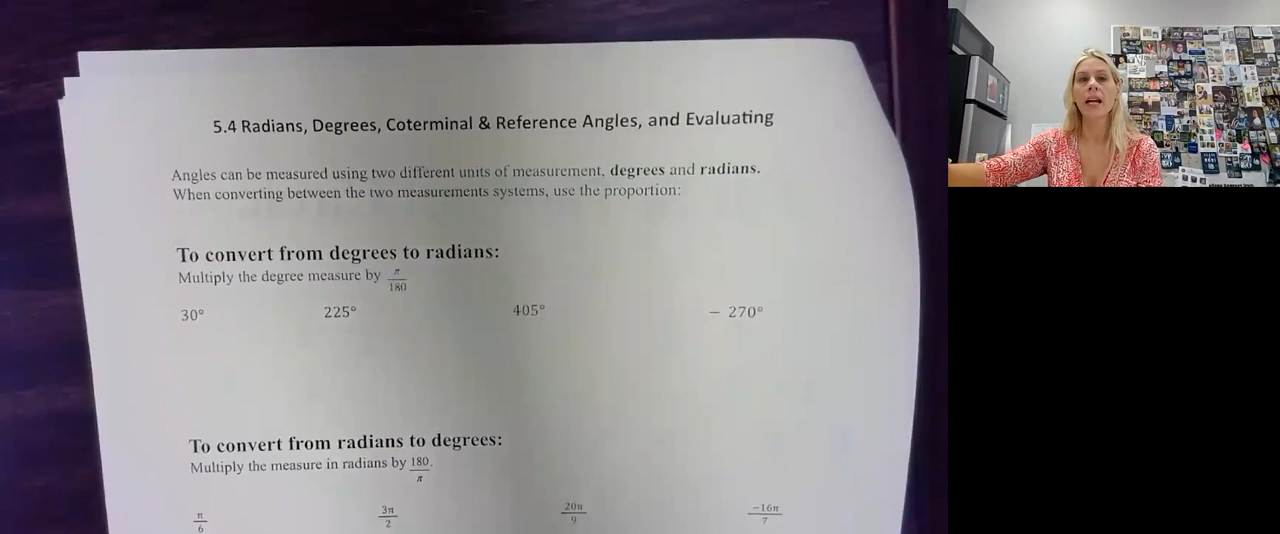 5.4 Radians, Degrees, Coterminal & Reference Angles, and Evaluating
Angles can be measured using two different units of measurement, degrees and radians.
When converting between the two measurements systems, use the proportion:
To convert from degrees to radians:
Multiply the degree measure by π/180
30° 225° 405° − 270°
To convert from radians to degrees:
Multiply the measure in radians by 180/π.
π/6 3π/2 20π/9 −16π/7